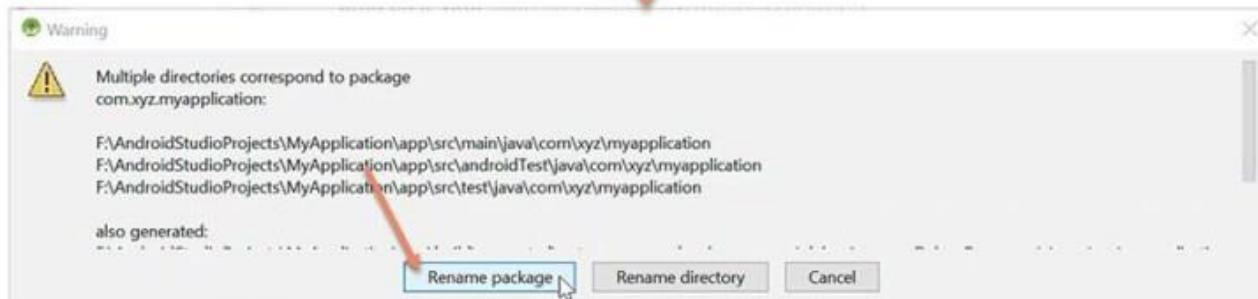 Warning
Multiple directories correspond to package
com.xyz.myapplication:
F:\AndroidStudioProjects\MyApplication\app\src\main\java\com\xyz\myapplication
F:\AndroidStudioProjects\MyApplication\app\src\androidTest\java\com\xyz\myapplication
F:\AndroidStudioProjects\MyApplication\app\src\test\java\com\xyz\myapplication
also generated:
Rename package Rename directory Cancel